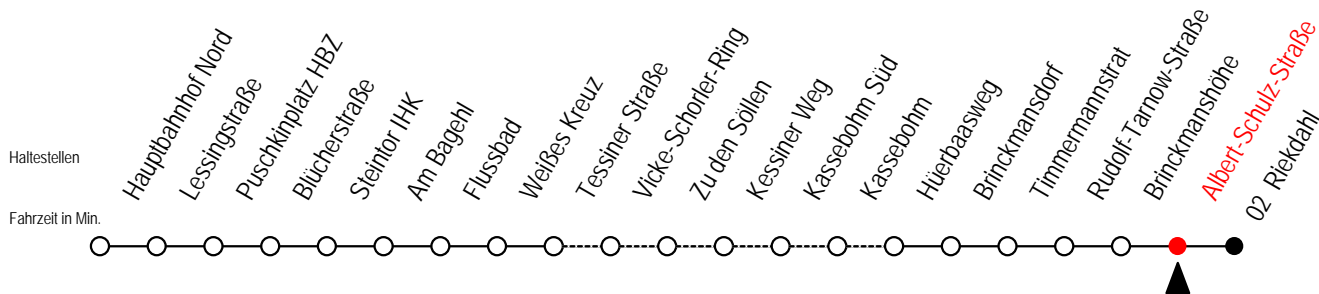 Haltestellen
Fahrzeit in Min.
Hauptbahnhof Nord
Lessingstraße
Puschkinplatz HBZ
Blücherstraße
Steintor IHK
Am Bagehl
Flussbad
Weißes Kreuz
Tessiner Straße
Vicke-Schorler-Ring
Zu den Söllen
Kessiner Weg
Kassebohm Süd
Kassebohm
Hüerbaasweg
Brinckmansdorf
Timmermannstrat
Rudolf-Tarnow-Straße
Brinckmanshöhe
Albert-Schulz-Straße
02 Riekdahl